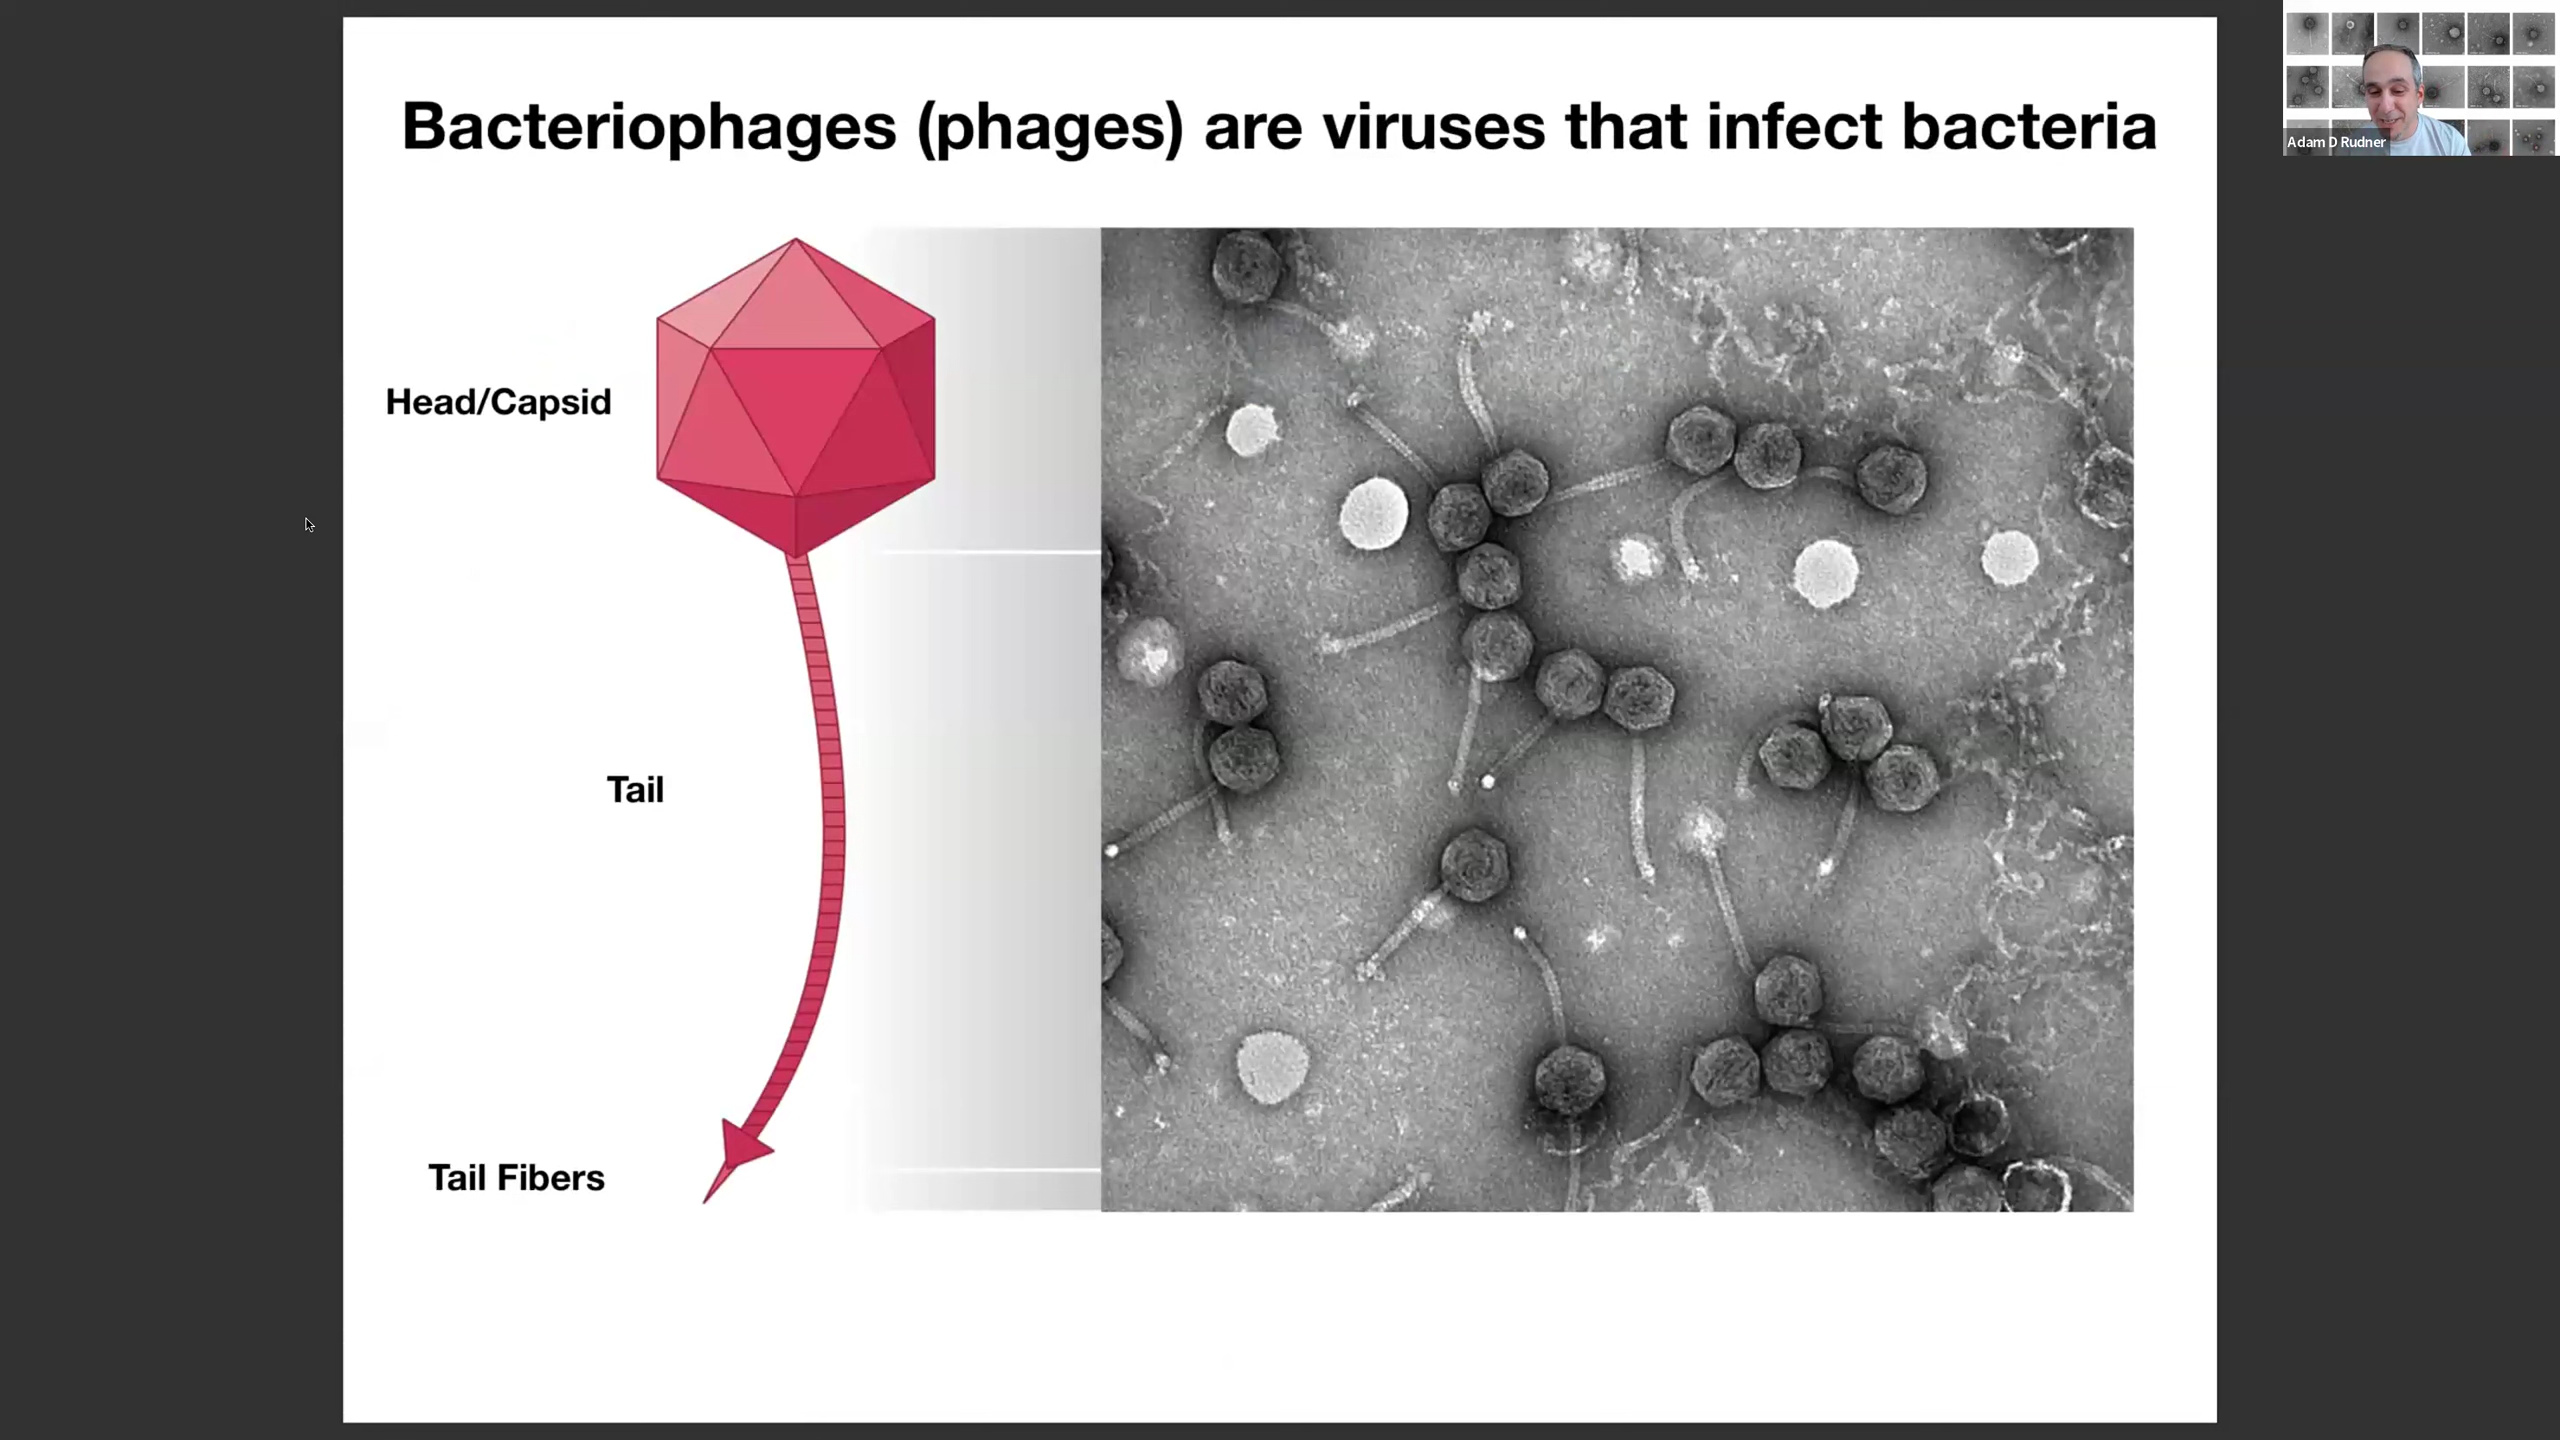 Bacteriophages (phages) are viruses that infect bacteria
Adam D Rudner
Head/Capsid
Tail
Tail Fibers